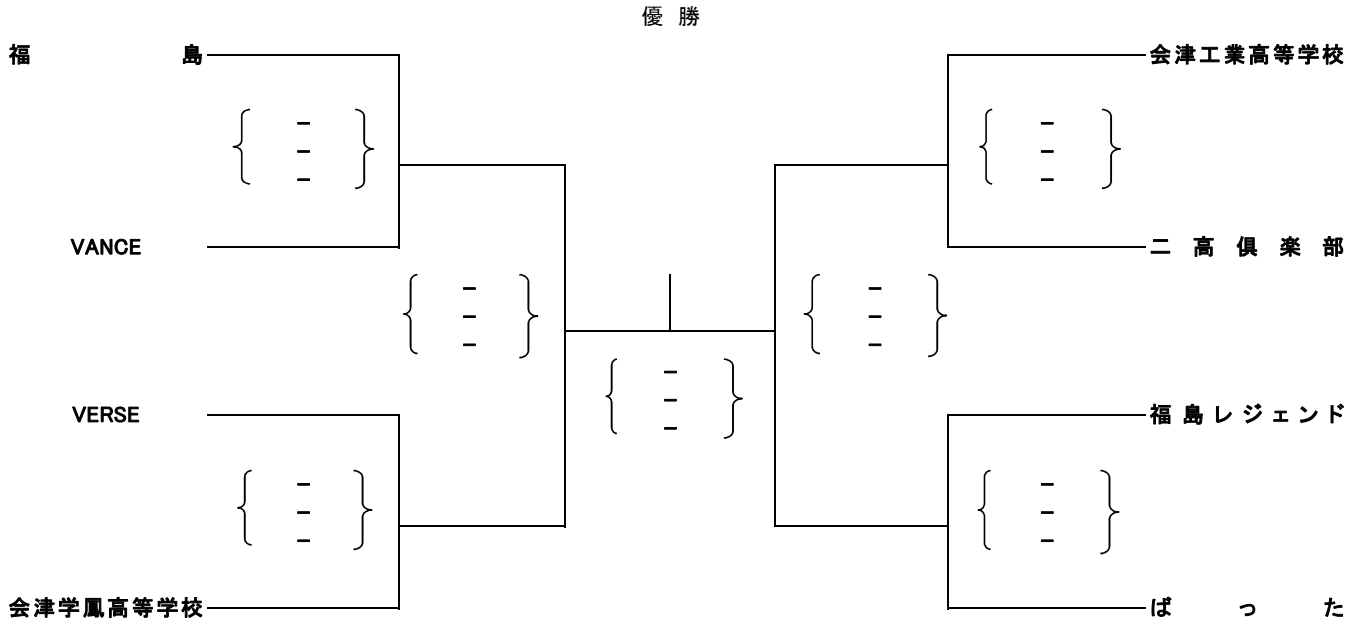 優 勝
福 島
会津工業高等学校
{ - }
{ - }
-
-
-
-
VANCE
二 高 俱 楽 部
{ - }
{ - }
-
-
-
-
{ - }
-
-
VERSE
福 島 レ ジ ェ ン ド
{ - }
{ - }
-
-
-
-
会津学鳳高等学校
ば っ た